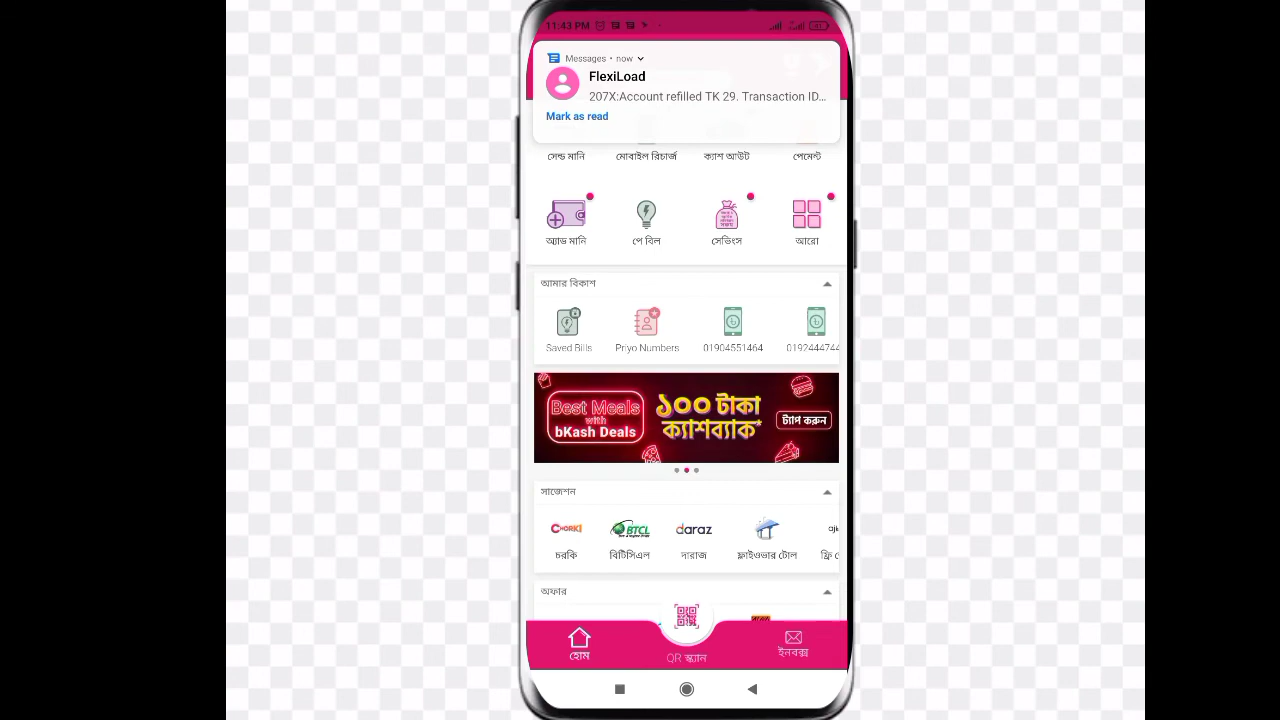 11:43 PM
Messages • now
FlexiLoad
207X:Account refilled TK 29. Transaction ID...
Mark as read
সেন্ড মানি
মোবাইল রিচার্জ
ক্যাশ আউট
পেমেন্ট
অ্যাড মানি
পে বিল
সেভিংস
আরো
আমার বিকাশ
Saved Bills
Priyo Numbers
01904551464
0192444744
Best Meals
with
bKash Deals
১০০ টাকা
ক্যাশব্যাক*
ট্যাপ করুন
সাজেশন
CHORKI
BTCL
daraz
চরকি
বিটিসিএল
দারাজ
ফ্লাইওভার টোল
ফ্রি
অফার
হোম
QR স্ক্যান
ইনবক্স